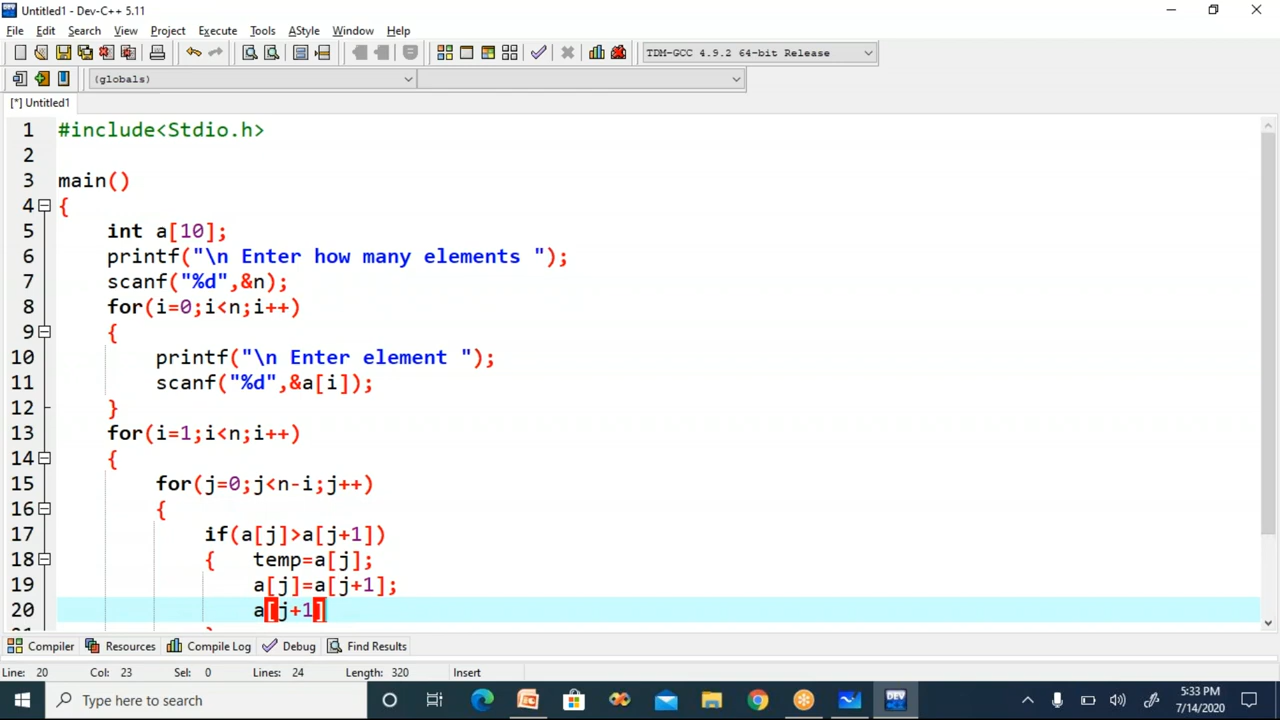 Untitled1 - Dev-C++ 5.11
File Edit Search View Project Execute Tools AStyle Window Help
TDM-GCC 4.9.2 64-bit Release
(globals)
[*] Untitled1
1 #include<Stdio.h>
2
3 main()
4 {
5 int a[10];
6 printf("\n Enter how many elements ");
7 scanf("%d",&n);
8 for(i=0;i<n;i++)
9 {
10 printf("\n Enter element ");
11 scanf("%d",&a[i]);
12 }
13 for(i=1;i<n;i++)
14 {
15 for(j=0;j<n-i;j++)
16 {
17 if(a[j]>a[j+1])
18 { temp=a[j];
19 a[j]=a[j+1];
20 a[j+1]
Compiler Resources Compile Log Debug Find Results
Line: 20 Col: 23 Sel: 0 Lines: 24 Length: 320 Insert
Type here to search
DEV
5:33 PM
7/14/2020